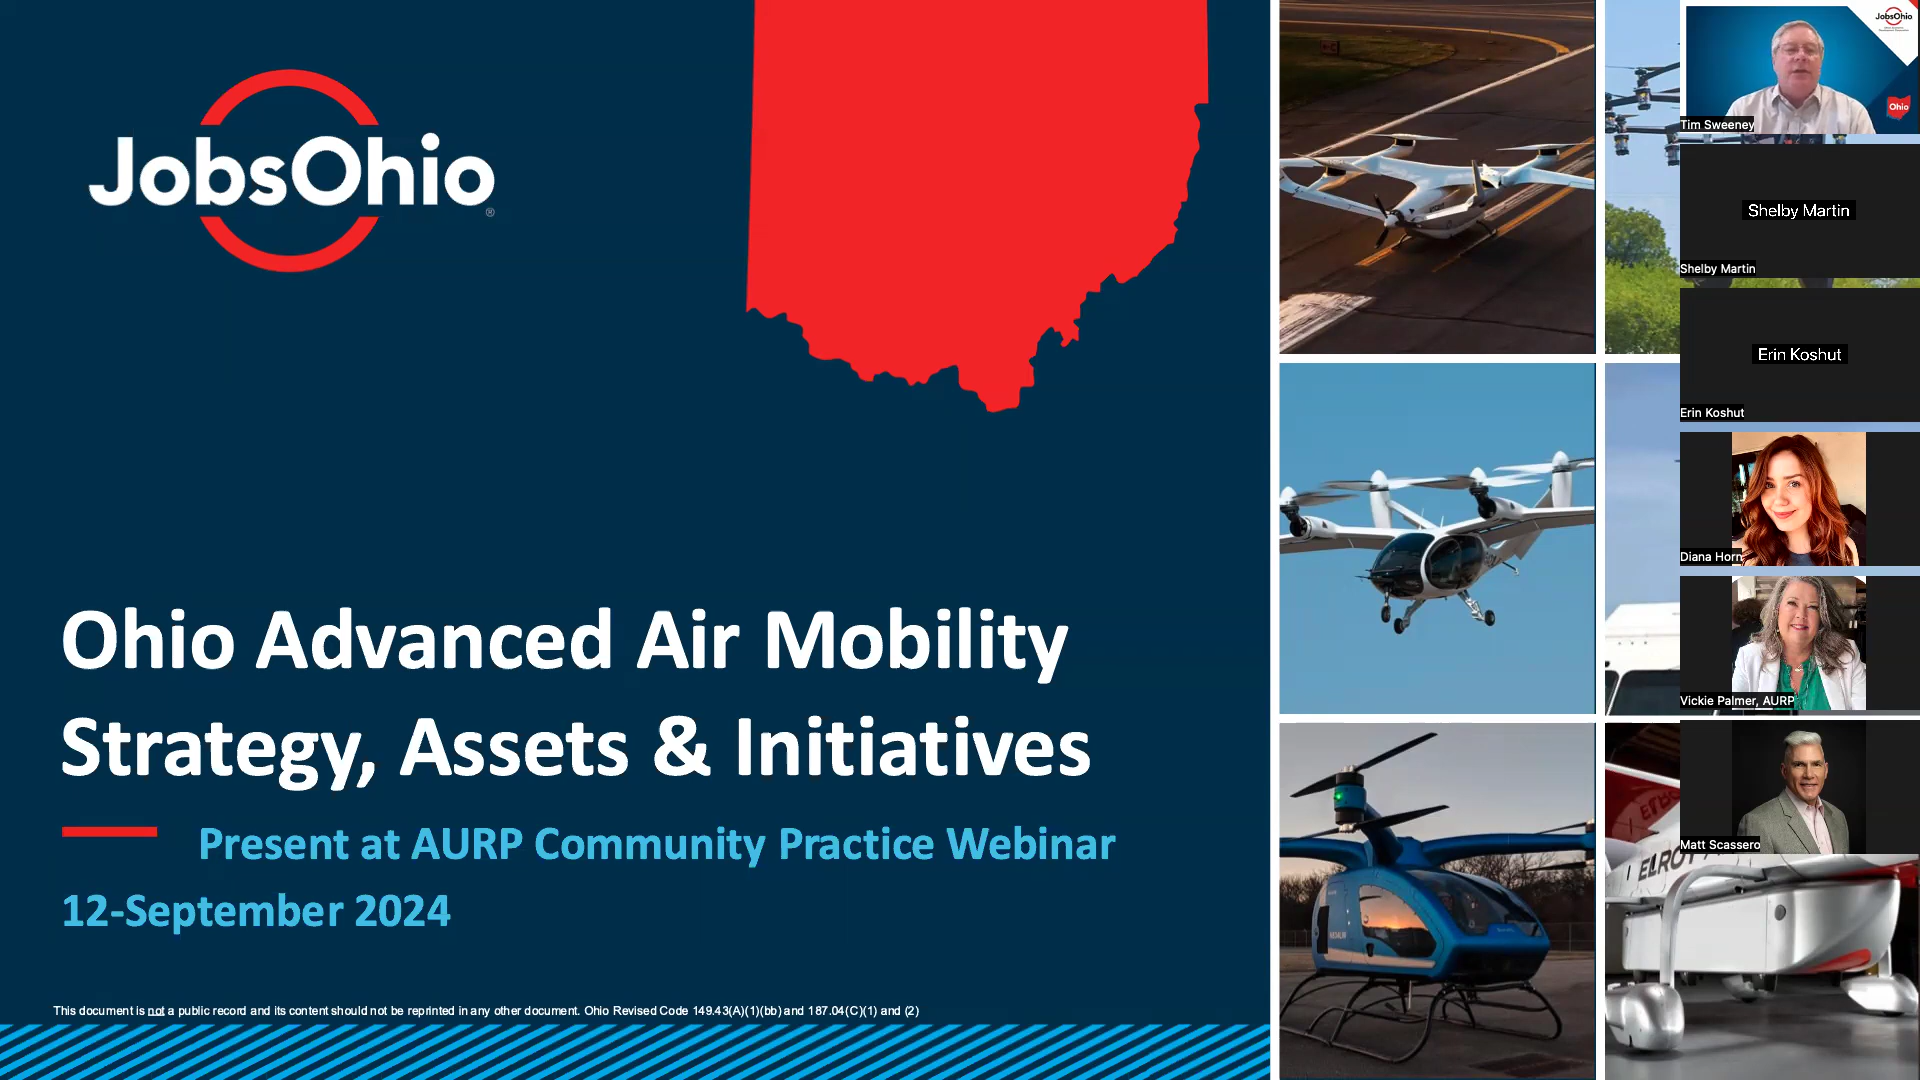 JobsOhio
Ohio Advanced Air Mobility
Strategy, Assets & Initiatives
Present at AURP Community Practice Webinar
12-September 2024
This document is not a public record and its content should not be reprinted in any other document. Ohio Revised Code 149.43(A)(1)(bb) and 187.04(C)(1) and (2)
JobsOhio
Ohio
Tim Sweeney
Shelby Martin
Shelby Martin
Erin Koshut
Erin Koshut
Diana Horn
Vickie Palmer, AURP
Matt Scassero
ELROY